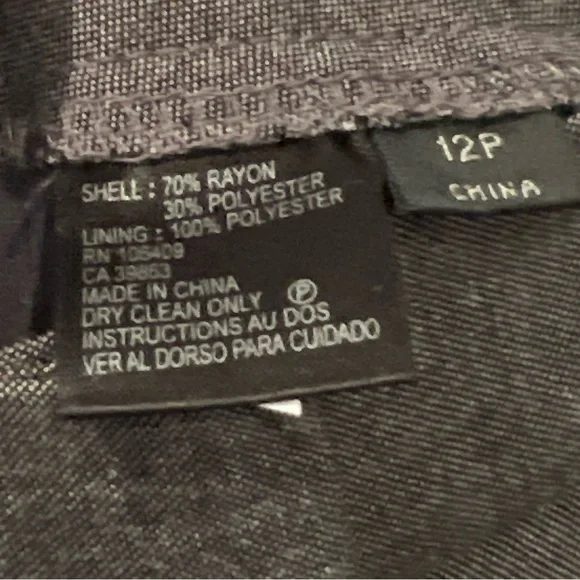 SHELL : 70% RAYON
30% POLYESTER
LINING : 100% POLYESTER
RN 106409
CA 39863
MADE IN CHINA
DRY CLEAN ONLY Ⓟ
INSTRUCTIONS AU DOS
VER AL DORSO PARA CUIDADO
12P
CHINA